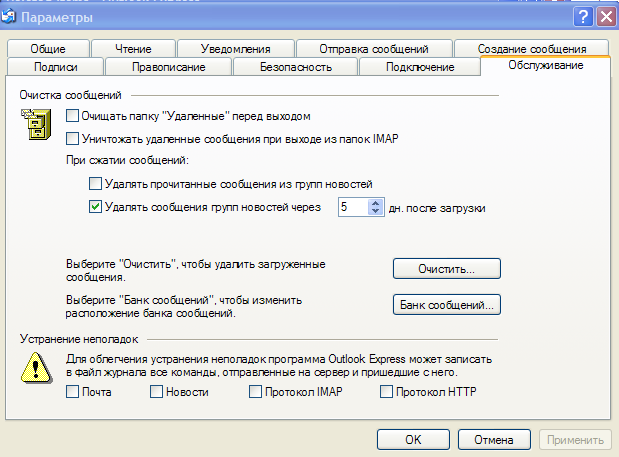 Параметры
Общие Чтение Уведомления Отправка сообщений Создание сообщения
Подписи Правописание Безопасность Подключение Обслуживание
Очистка сообщений
Очищать папку "Удаленные" перед выходом
Уничтожать удаленные сообщения при выходе из папок IMAP
При сжатии сообщений:
Удалять прочитанные сообщения из групп новостей
Удалять сообщения групп новостей через 5 дн. после загрузки
Выберите "Очистить", чтобы удалить загруженные
сообщения.
Очистить...
Выберите "Банк сообщений", чтобы изменить
расположение банка сообщений.
Банк сообщений...
Устранение неполадок
Для облегчения устранения неполадок программа Outlook Express может записать
в файл журнала все команды, отправленные на сервер и пришедшие с него.
Почта Новости Протокол IMAP Протокол HTTP
OK Отмена Применить